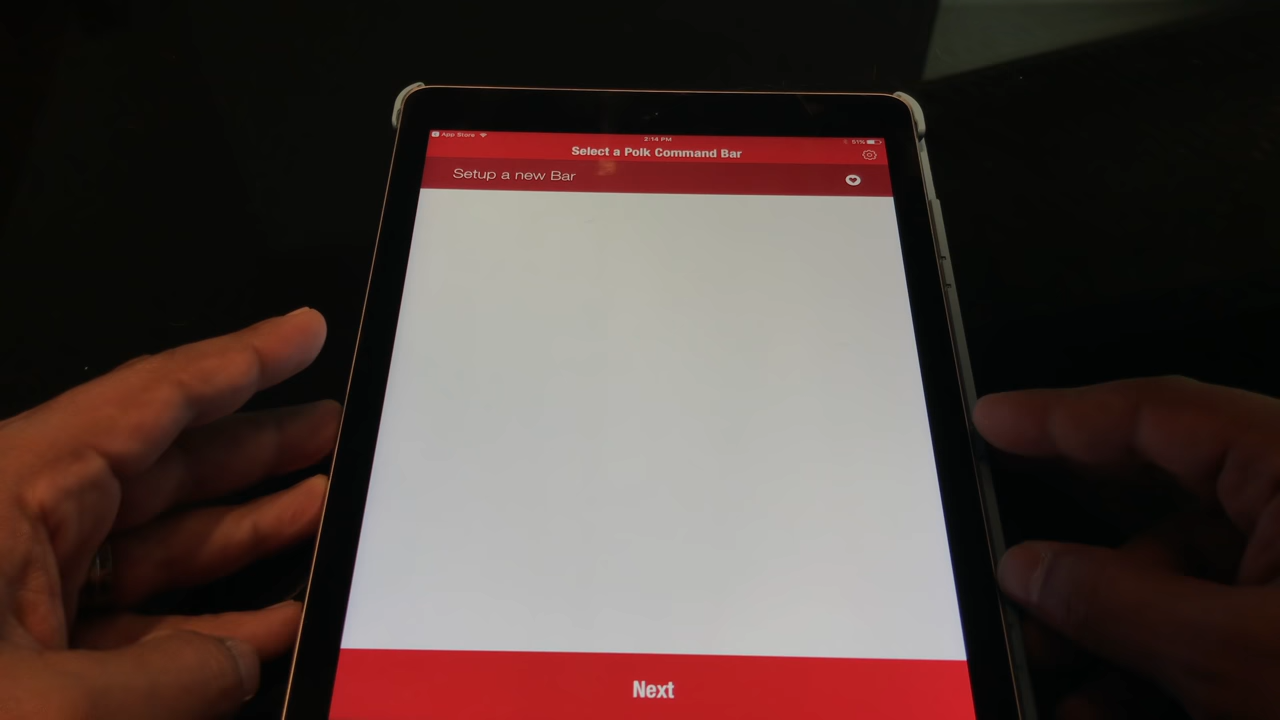 App Store
2:14 PM
51%
Select a Polk Command Bar
Setup a new Bar
Next